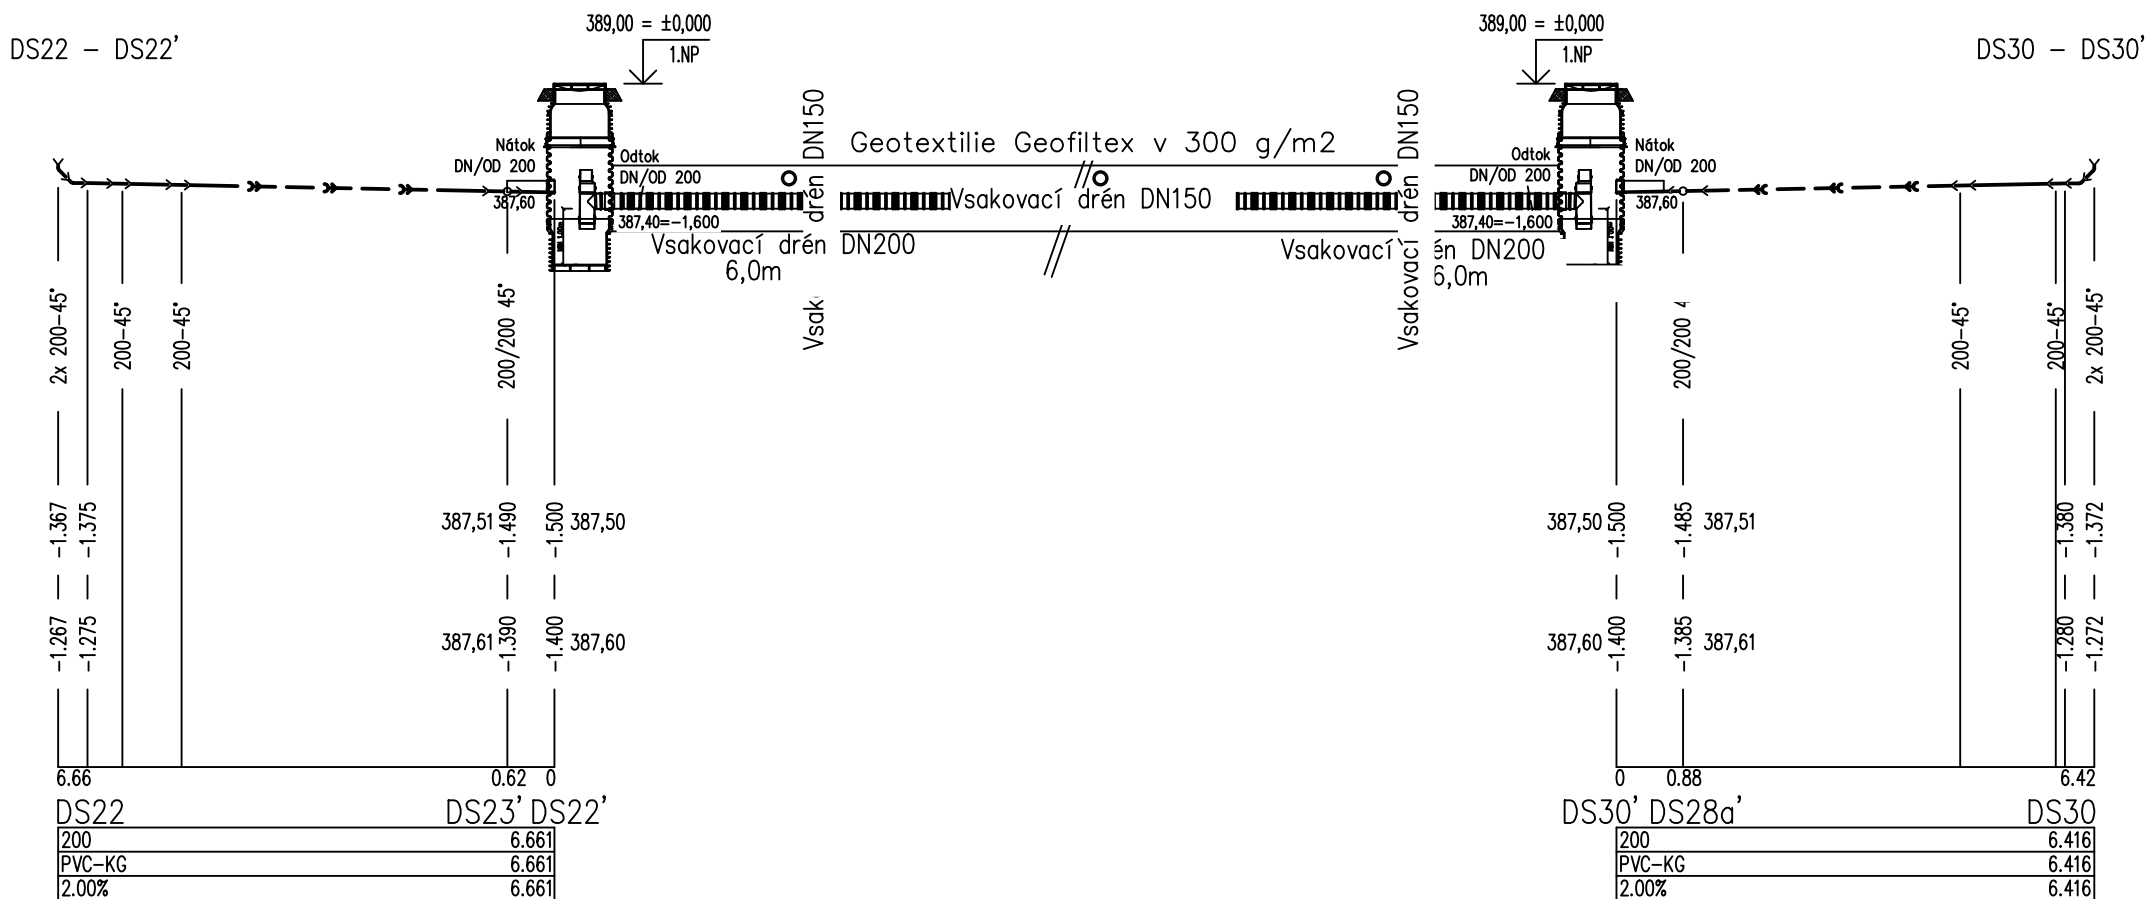 DS22 – DS22'
389,00 = ±0,000
1.NP
389,00 = ±0,000
1.NP
DS30 – DS30'
Nátok
DN/OD 200
387,60
Odtok
DN/OD 200
387,40=-1,600
Vsakovací drén DN200
6,0m
Vsakovací drén DN150
Geotextilie Geofiltex v 300 g/m2
Vsakovací drén DN150
Vsakovací drén DN150
Odtok
DN/OD 200
387,40=-1,600
Vsakovací drén DN200
6,0m
Nátok
DN/OD 200
387,60
2x 200-45°
200-45°
200-45°
200/200 45°
200/200 4
200-45°
200-45°
2x 200-45°
-1.367
-1.375
387,51
-1.490
-1.500
387,50
387,50
-1.500
-1.485
387,51
-1.380
-1.372
-1.267
-1.275
387,61
-1.390
-1.400
387,60
387,60
-1.400
-1.385
387,61
-1.280
-1.272
6.66
0.62
0
0
0.88
6.42
DS22
DS23'
DS22'
DS30'
DS28a'
DS30
200 6.661
PVC-KG 6.661
2.00% 6.661
200 6.416
PVC-KG 6.416
2.00% 6.416